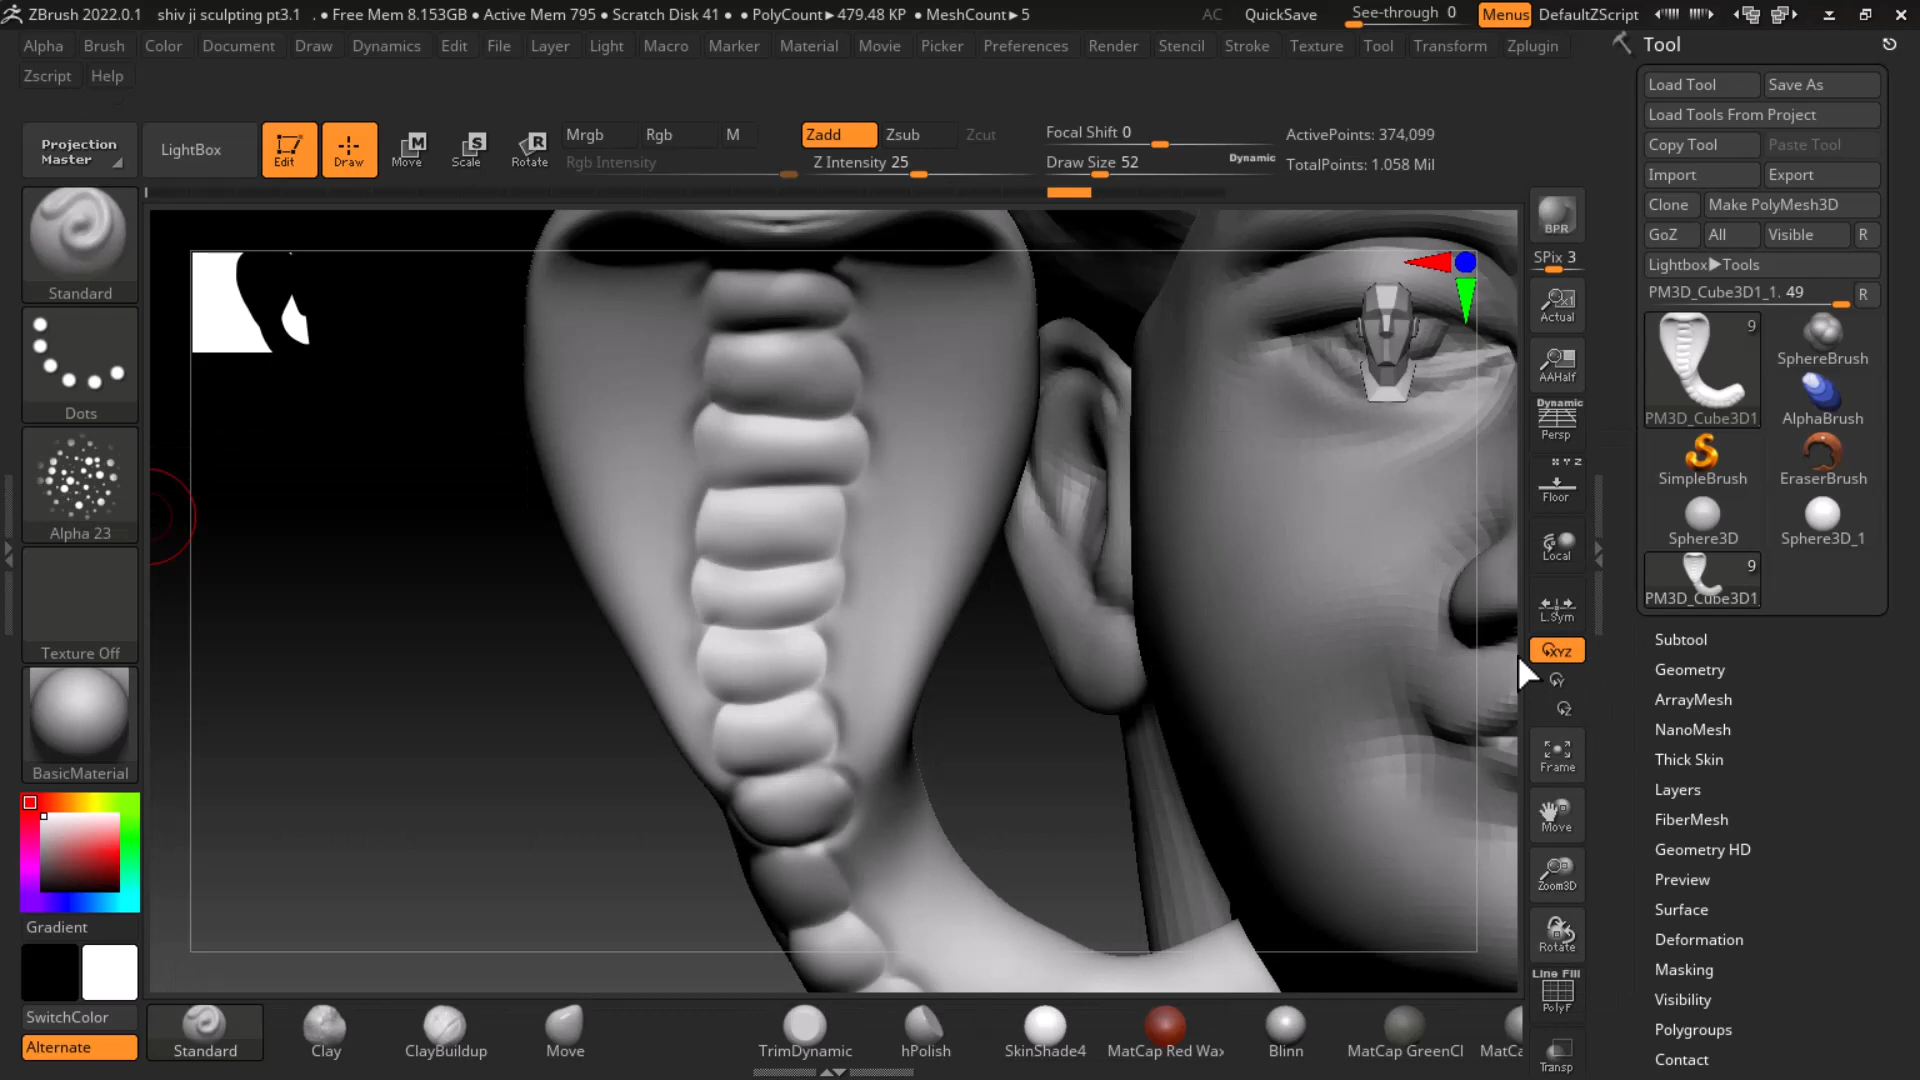 ZBrush 2022.0.1 shiv ji sculpting pt3.1 . • Free Mem 8.153GB • Active Mem 795 • Scratch Disk 41 • • PolyCount► 479.48 KP • MeshCount► 5 AC QuickSave See-through 0 Menus DefaultZScript
Alpha Brush Color Document Draw Dynamics Edit File Layer Light Macro Marker Material Movie Picker Preferences Render Stencil Stroke Texture Tool Transform Zplugin
Zscript Help
Tool
Load Tool Save As
Load Tools From Project
Copy Tool Paste Tool
Import Export
Clone Make PolyMesh3D
GoZ All Visible R
Lightbox►Tools
PM3D_Cube3D1_1. 49 R
9
PM3D_Cube3D1
SphereBrush
AlphaBrush
SimpleBrush EraserBrush
Sphere3D Sphere3D_1
9
PM3D_Cube3D1
Subtool
Geometry
ArrayMesh
NanoMesh
Thick Skin
Layers
FiberMesh
Geometry HD
Preview
Surface
Deformation
Masking
Visibility
Polygroups
Contact
Projection
Master
LightBox
Edit
Draw
Move
Scale
Rotate
M
S
R
Mrgb Rgb M
Rgb Intensity
Zadd Zsub Zcut
Z Intensity 25
Focal Shift 0
Draw Size 52
Dynamic
ActivePoints: 374,099
TotalPoints: 1.058 Mil
Standard
Dots
Alpha 23
Texture Off
BasicMaterial
Gradient
SwitchColor
Alternate
BPR
SPix 3
Actual
AAHalf
Dynamic
Persp
X Y Z
Floor
Local
L.Sym
XYZ
Y
Z
Frame
Move
Zoom3D
Rotate
Line Fill
PolyF
Transp
Standard Clay ClayBuildup Move TrimDynamic hPolish SkinShade4 MatCap Red Wax Blinn MatCap GreenCl MatCa